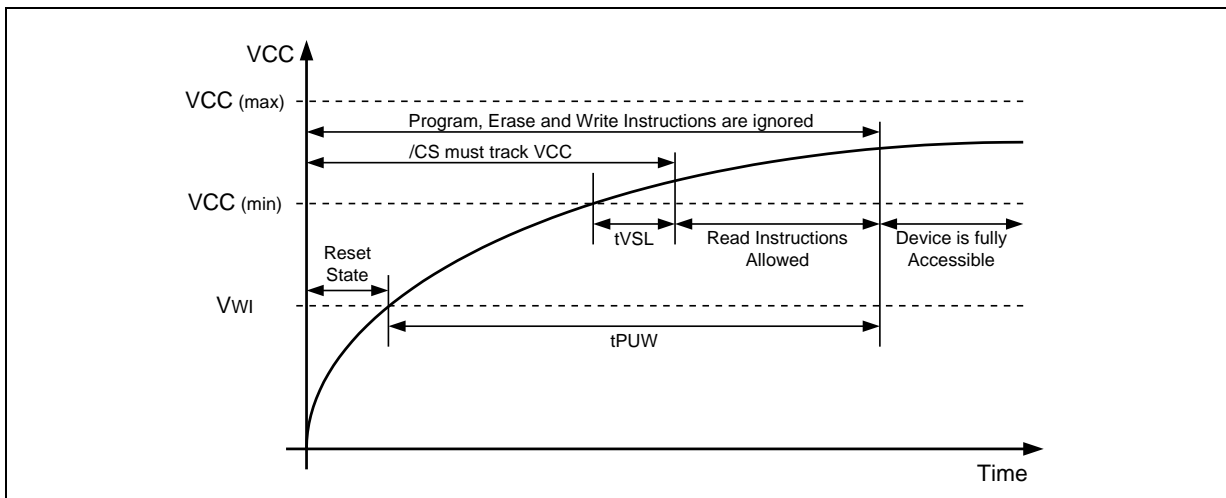 VCC
VCC (max)
Program, Erase and Write Instructions are ignored
/CS must track VCC
VCC (min)
tVSL
Read Instructions
Allowed
Device is fully
Accessible
Reset
State
VWI
tPUW
Time